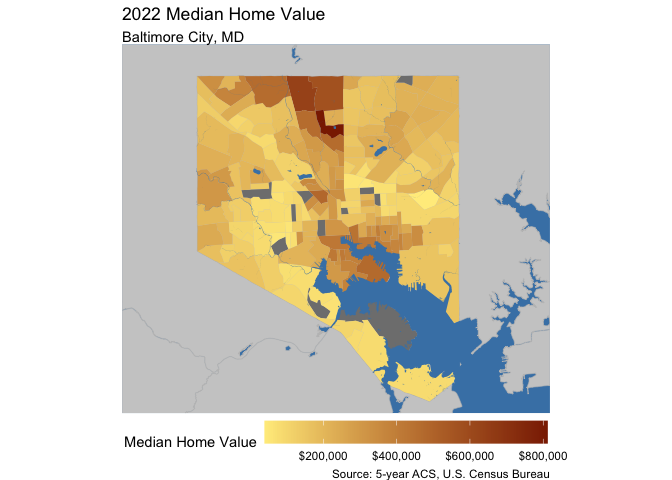 2022 Median Home Value
Baltimore City, MD
Median Home Value
$200,000 $400,000 $600,000 $800,000
Source: 5-year ACS, U.S. Census Bureau